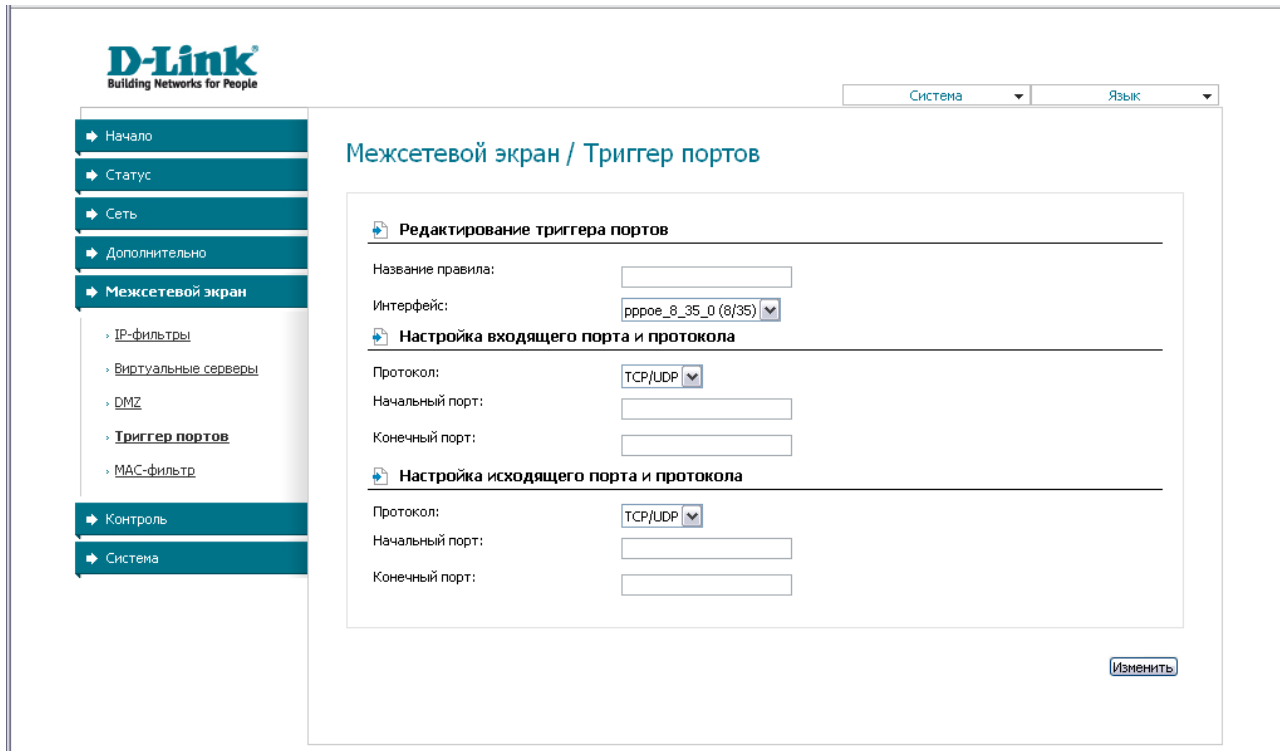 D-Link
Building Networks for People
Система
Язык
Начало
Статус
Сеть
Дополнительно
Межсетевой экран
IP-фильтры
Виртуальные серверы
DMZ
Триггер портов
MAC-фильтр
Контроль
Система
Межсетевой экран / Триггер портов
Редактирование триггера портов
Название правила:
Интерфейс: pppoe_8_35_0 (8/35)
Настройка входящего порта и протокола
Протокол: TCP/UDP
Начальный порт:
Конечный порт:
Настройка исходящего порта и протокола
Протокол: TCP/UDP
Начальный порт:
Конечный порт:
Изменить